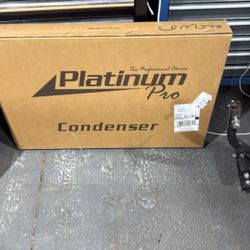 The Professional Choice
Platinum
Pro
Condenser